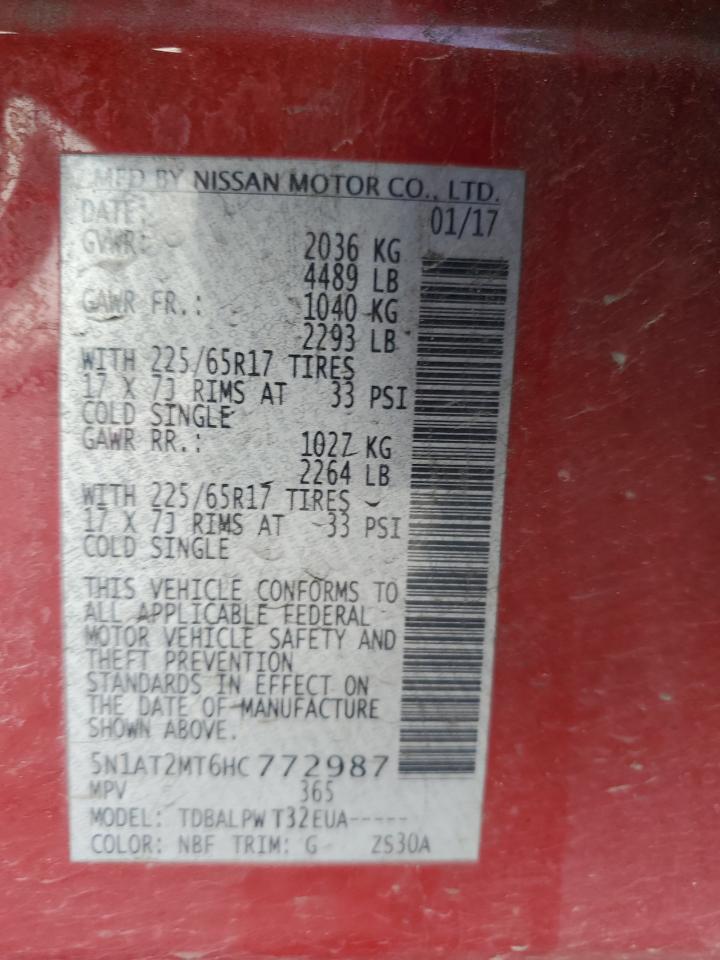 MFD BY NISSAN MOTOR CO., LTD.
DATE: 01/17
GVWR: 2036 KG
4489 LB
GAWR FR.: 1040 KG
2293 LB
WITH 225/65R17 TIRES
17 X 7J RIMS AT 33 PSI
COLD SINGLE
GAWR RR.: 1027 KG
2264 LB
WITH 225/65R17 TIRES
17 X 7J RIMS AT 33 PSI
COLD SINGLE
THIS VEHICLE CONFORMS TO
ALL APPLICABLE FEDERAL
MOTOR VEHICLE SAFETY AND
THEFT PREVENTION
STANDARDS IN EFFECT ON
THE DATE OF MANUFACTURE
SHOWN ABOVE.
5N1AT2MT6HC772987
MPV 365
MODEL: TDBALPW T32EUA-----
COLOR: NBF TRIM: G ZS30A